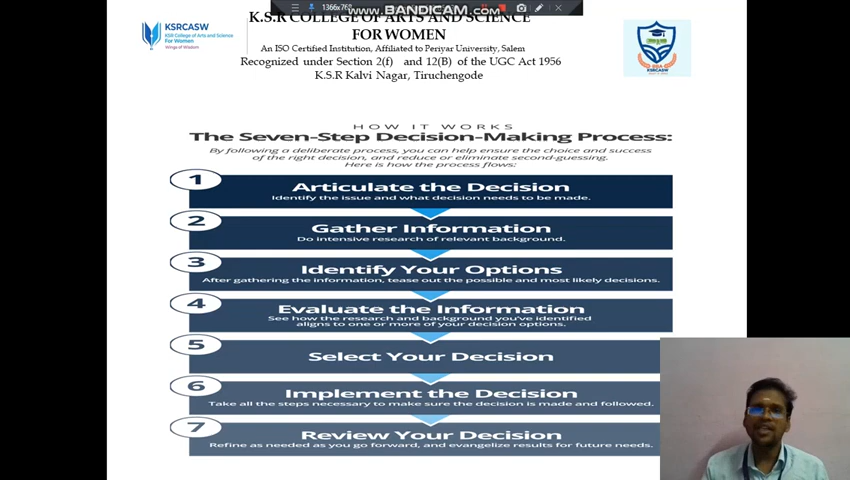 1366x768
WWW.BANDICAM.COM
K.S.R COLLEGE OF ARTS AND SCIENCE
FOR WOMEN
An ISO Certified Institution, Affiliated to Periyar University, Salem
Recognized under Section 2(f) and 12(B) of the UGC Act 1956
K.S.R Kalvi Nagar, Tiruchengode
KSRCASW
KSR College of Arts and Science
For Women
Wings of Wisdom
BBA
KSRCASW
HOW IT WORKS
The Seven-Step Decision-Making Process:
By following a deliberate process, you can help ensure the choice and success
of the right decision, and reduce or eliminate second-guessing.
Here is how the process flows:
1
Articulate the Decision
Identify the issue and what decision needs to be made.
2
Gather Information
Do intensive research of relevant background.
3
Identify Your Options
After gathering the information, tease out the possible and most likely decisions.
4
Evaluate the Information
See how the research and background you've identified
aligns to one or more of your decision options.
5
Select Your Decision
6
Implement the Decision
Take all the steps necessary to make sure the decision is made and followed.
7
Review Your Decision
Refine as needed as you go forward, and evangelize results for future needs.